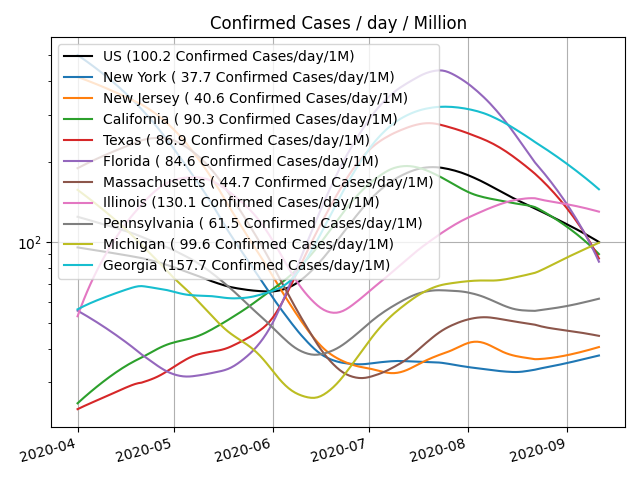 Confirmed Cases / day / Million
US (100.2 Confirmed Cases/day/1M)
New York ( 37.7 Confirmed Cases/day/1M)
New Jersey ( 40.6 Confirmed Cases/day/1M)
California ( 90.3 Confirmed Cases/day/1M)
Texas ( 86.9 Confirmed Cases/day/1M)
Florida ( 84.6 Confirmed Cases/day/1M)
Massachusetts ( 44.7 Confirmed Cases/day/1M)
Illinois (130.1 Confirmed Cases/day/1M)
Pennsylvania ( 61.5 Confirmed Cases/day/1M)
Michigan ( 99.6 Confirmed Cases/day/1M)
Georgia (157.7 Confirmed Cases/day/1M)
10²
2020-04 2020-05 2020-06 2020-07 2020-08 2020-09